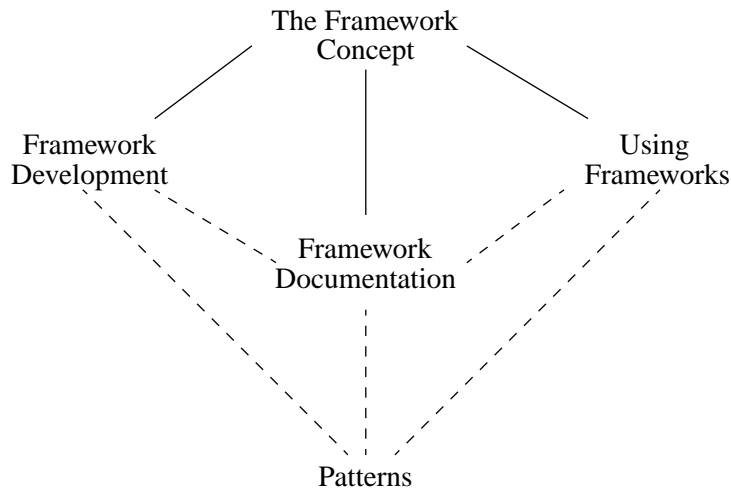 The Framework
Concept
Framework
Development
Using
Frameworks
Framework
Documentation
Patterns